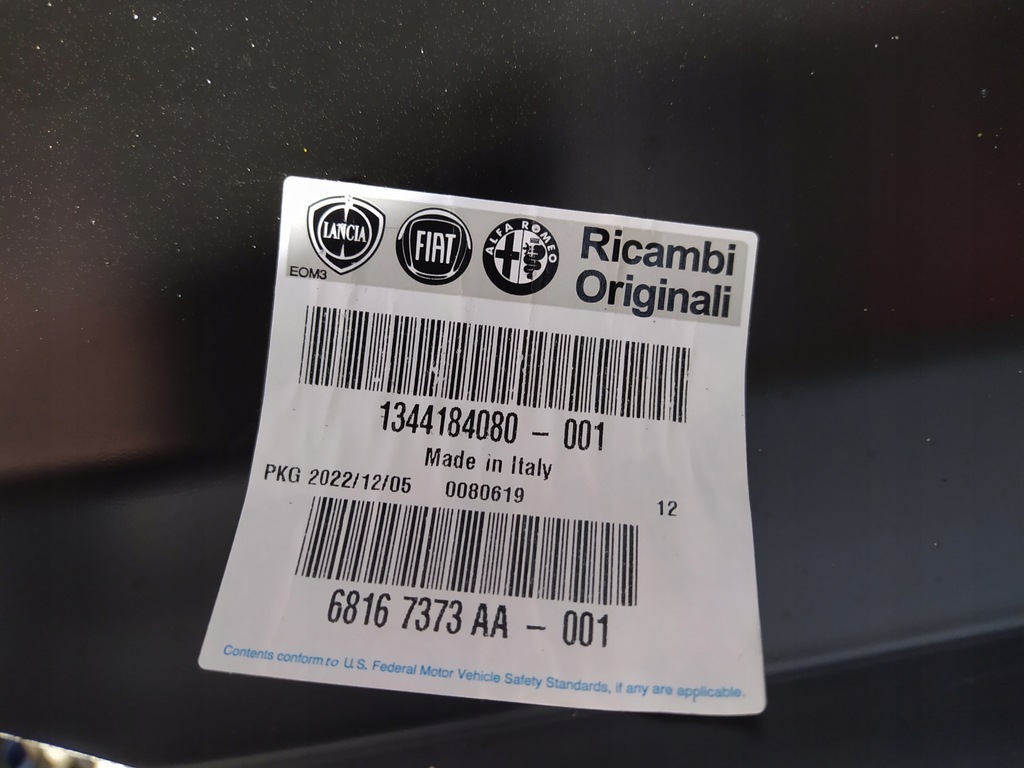 LANCIA
FIAT
ALFA ROMEO
Ricambi
Originali
EOM3
1344184080 - 001
Made in Italy
PKG 2022/12/05 0080619 12
6816 7373 AA - 001
Contents conform to U.S. Federal Motor Vehicle Safety Standards, if any are applicable.